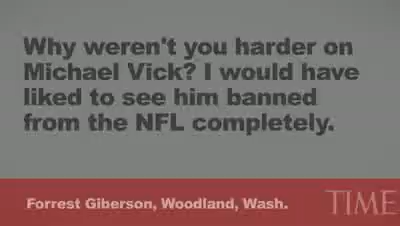 Why weren't you harder on
Michael Vick? I would have
liked to see him banned
from the NFL completely.
Forrest Giberson, Woodland, Wash.
TIME